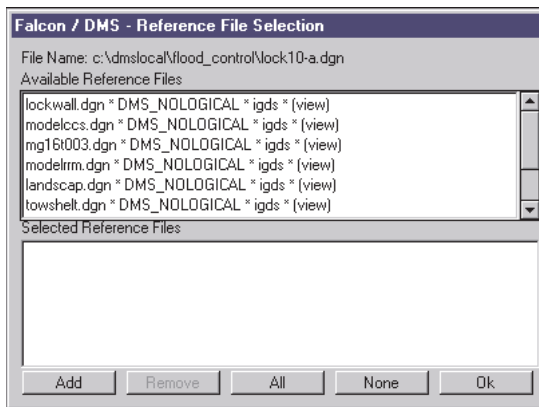 Falcon / DMS - Reference File Selection
File Name: c:\dmslocal\flood_control\lock10-a.dgn
Available Reference Files
lockwall.dgn * DMS_NOLOGICAL * igds * (view)
modelccs.dgn * DMS_NOLOGICAL * igds * (view)
mg16t003.dgn * DMS_NOLOGICAL * igds * (view)
modelrrm.dgn * DMS_NOLOGICAL * igds * (view)
landscap.dgn * DMS_NOLOGICAL * igds * (view)
towshelt.dgn * DMS_NOLOGICAL * igds * (view)
Selected Reference Files
Add Remove All None Ok